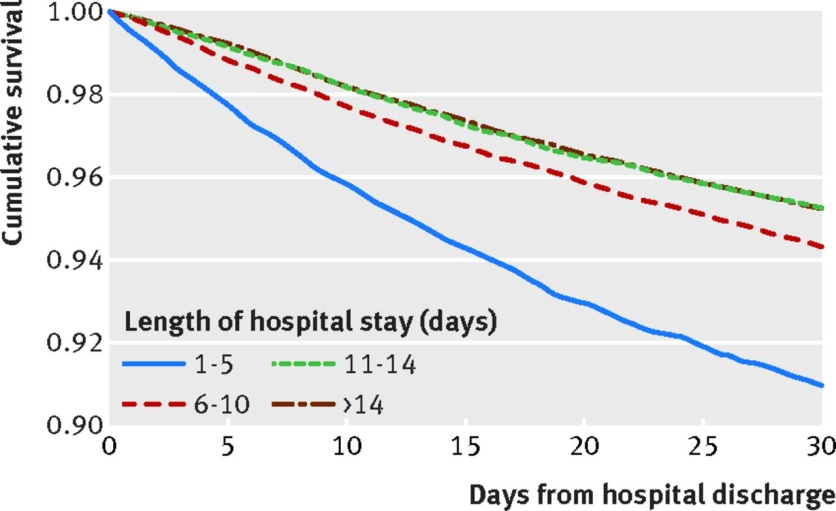 Cumulative survival
1.00
0.98
0.96
0.94
0.92
0.90
Length of hospital stay (days)
1-5 11-14
6-10 >14
0 5 10 15 20 25 30
Days from hospital discharge